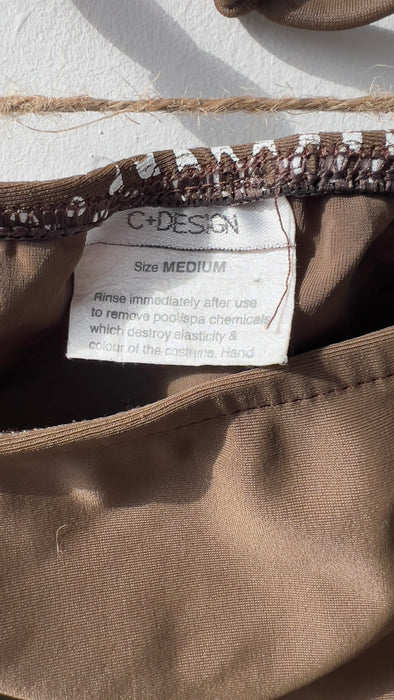 C+DESIGN
Size MEDIUM
Rinse immediately after use
to remove pool/spa chemicals
which destroy elasticity &
colour of the costume. Hand